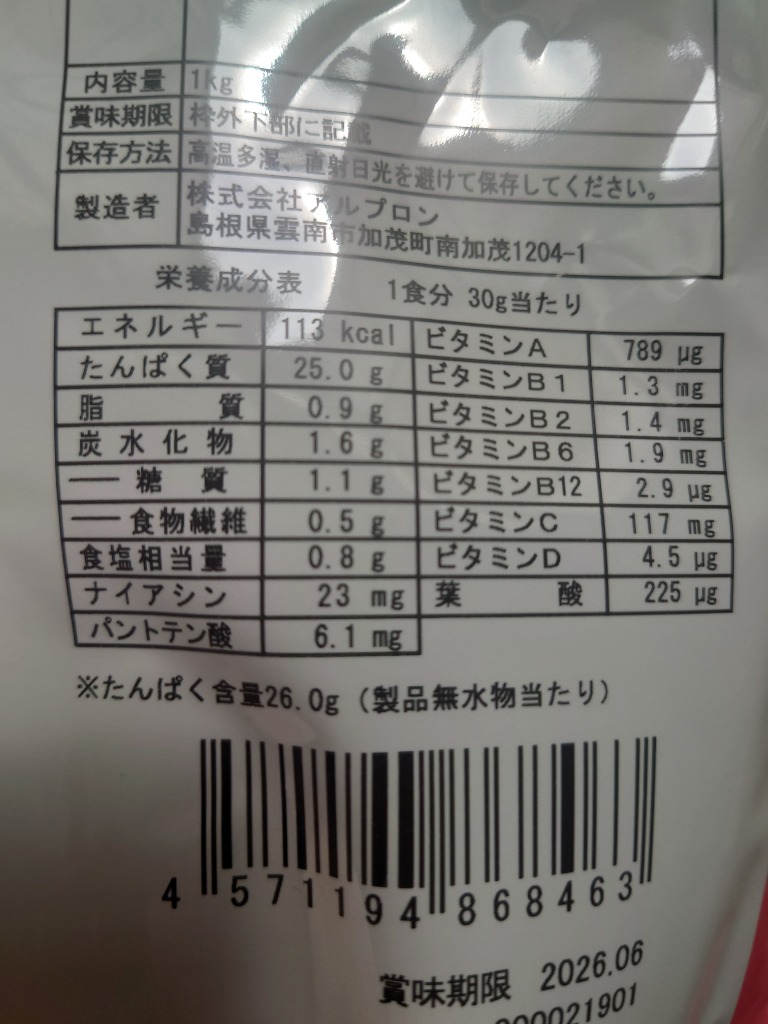 内容量 1kg
賞味期限 枠外下部に記載
保存方法 高温多湿、直射日光を避けて保存してください。
製造者 株式会社アルプロン
島根県雲南市加茂町南加茂1204-1
栄養成分表 1食分 30g当たり
エネルギー 113 kcal ビタミンA 789 μg
たんぱく質 25.0 g ビタミンB1 1.3 mg
脂質 0.9 g ビタミンB2 1.4 mg
炭水化物 1.6 g ビタミンB6 1.9 mg
― 糖質 1.1 g ビタミンB12 2.9 μg
― 食物繊維 0.5 g ビタミンC 117 mg
食塩相当量 0.8 g ビタミンD 4.5 μg
ナイアシン 23 mg 葉酸 225 μg
パントテン酸 6.1 mg
※たんぱく含量26.0g（製品無水物当たり）
4 571194 868463
賞味期限 2026.06
000021901